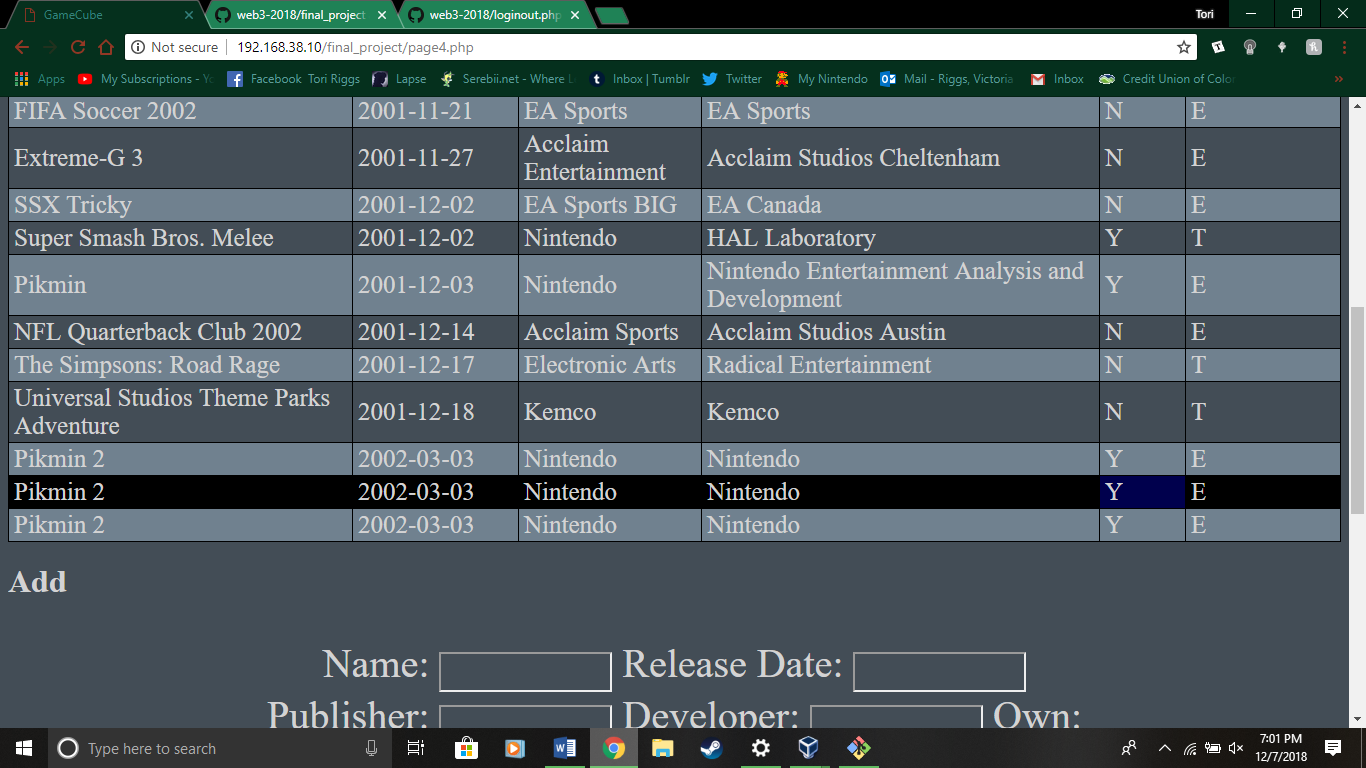 GameCube
web3-2018/final_project
web3-2018/loginout.php
Tori
Not secure
192.168.38.10/final_project/page4.php
Apps
My Subscriptions - Yo
Facebook
Tori Riggs
Lapse
Serebii.net - Where L
Inbox | Tumblr
Twitter
My Nintendo
Mail - Riggs, Victoria
Inbox
Credit Union of Color
FIFA Soccer 2002 2001-11-21 EA Sports EA Sports N E
Extreme-G 3 2001-11-27 Acclaim Entertainment Acclaim Studios Cheltenham N E
SSX Tricky 2001-12-02 EA Sports BIG EA Canada N E
Super Smash Bros. Melee 2001-12-02 Nintendo HAL Laboratory Y T
Pikmin 2001-12-03 Nintendo Nintendo Entertainment Analysis and Development Y E
NFL Quarterback Club 2002 2001-12-14 Acclaim Sports Acclaim Studios Austin N E
The Simpsons: Road Rage 2001-12-17 Electronic Arts Radical Entertainment N T
Universal Studios Theme Parks Adventure 2001-12-18 Kemco Kemco N T
Pikmin 2 2002-03-03 Nintendo Nintendo Y E
Pikmin 2 2002-03-03 Nintendo Nintendo Y E
Pikmin 2 2002-03-03 Nintendo Nintendo Y E
Add
Name: Release Date:
Publisher: Developer: Own:
Type here to search
7:01 PM
12/7/2018